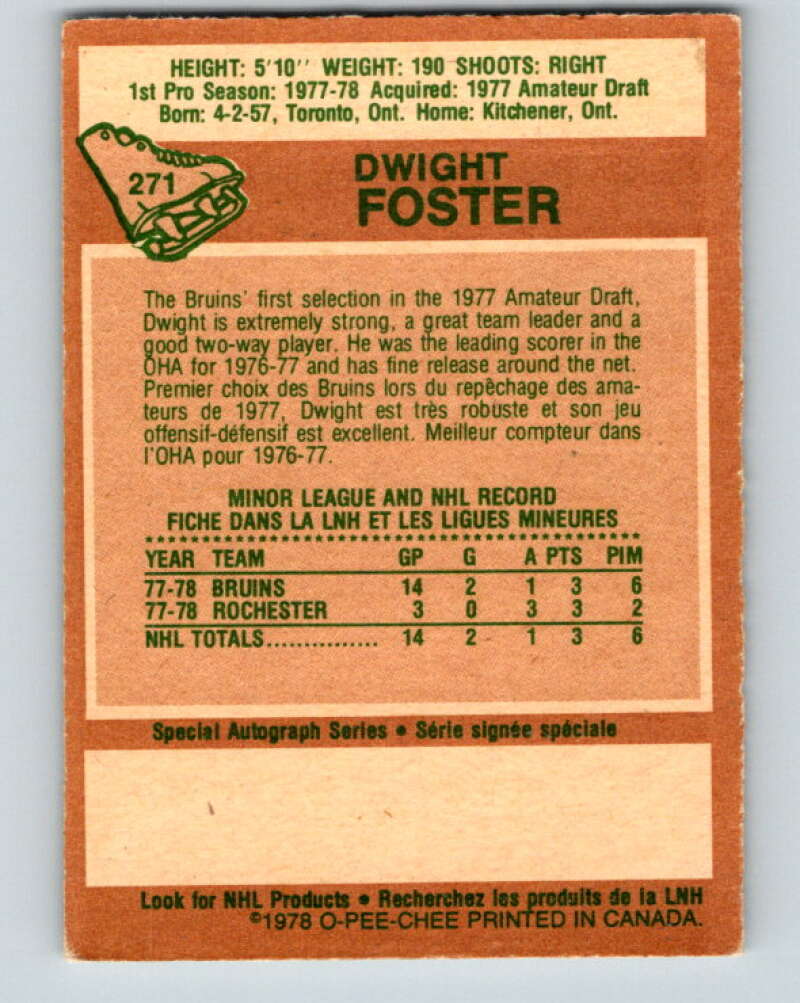 HEIGHT: 5'10'' WEIGHT: 190 SHOOTS: RIGHT
1st Pro Season: 1977-78 Acquired: 1977 Amateur Draft
Born: 4-2-57, Toronto, Ont. Home: Kitchener, Ont.
271
DWIGHT
FOSTER
The Bruins' first selection in the 1977 Amateur Draft,
Dwight is extremely strong, a great team leader and a
good two-way player. He was the leading scorer in the
OHA for 1976-77 and has fine release around the net.
Premier choix des Bruins lors du repêchage des ama-
teurs de 1977, Dwight est très robuste et son jeu
offensif-défensif est excellent. Meilleur compteur dans
l'OHA pour 1976-77.
MINOR LEAGUE AND NHL RECORD
FICHE DANS LA LNH ET LES LIGUES MINEURES
YEAR TEAM GP G A PTS PIM
77-78 BRUINS 14 2 1 3 6
77-78 ROCHESTER 3 0 3 3 2
NHL TOTALS............... 14 2 1 3 6
Special Autograph Series • Série signée spéciale
Look for NHL Products • Recherchez les produits de la LNH
©1978 O-PEE-CHEE PRINTED IN CANADA.